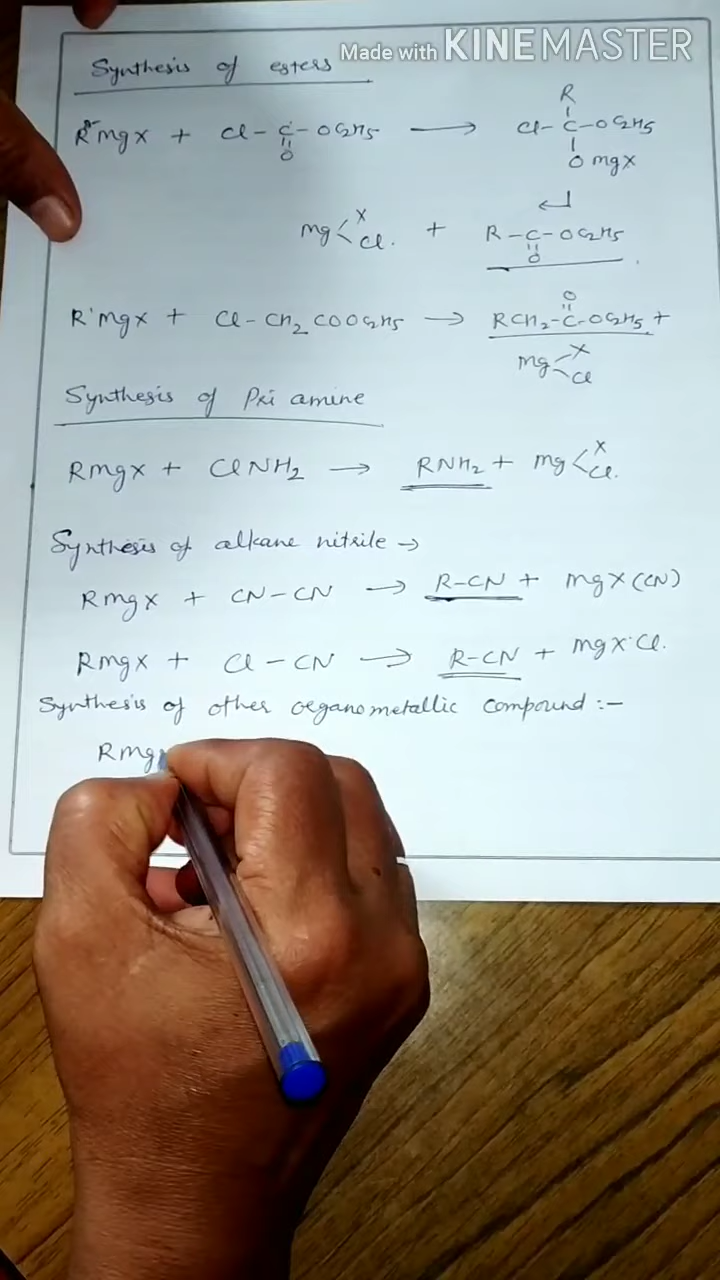 Made with KINEMASTER
Synthesis of esters
R
RMgX + Cl-C-OC2H5 → Cl-C-OC2H5
O
OMgX
Mg<X Cl. + R-C-OC2H5
O
O
R'MgX + Cl-CH2COOC2H5 → RCH2-C-OC2H5 +
Mg<X Cl
Synthesis of Pri amine
RMgX + ClNH2 → RNH2 + Mg<X Cl.
Synthesis of alkane nitrile →
RMgX + CN-CN → R-CN + MgX(CN)
RMgX + Cl-CN → R-CN + MgX·Cl.
Synthesis of other organometallic compound :-
RMg